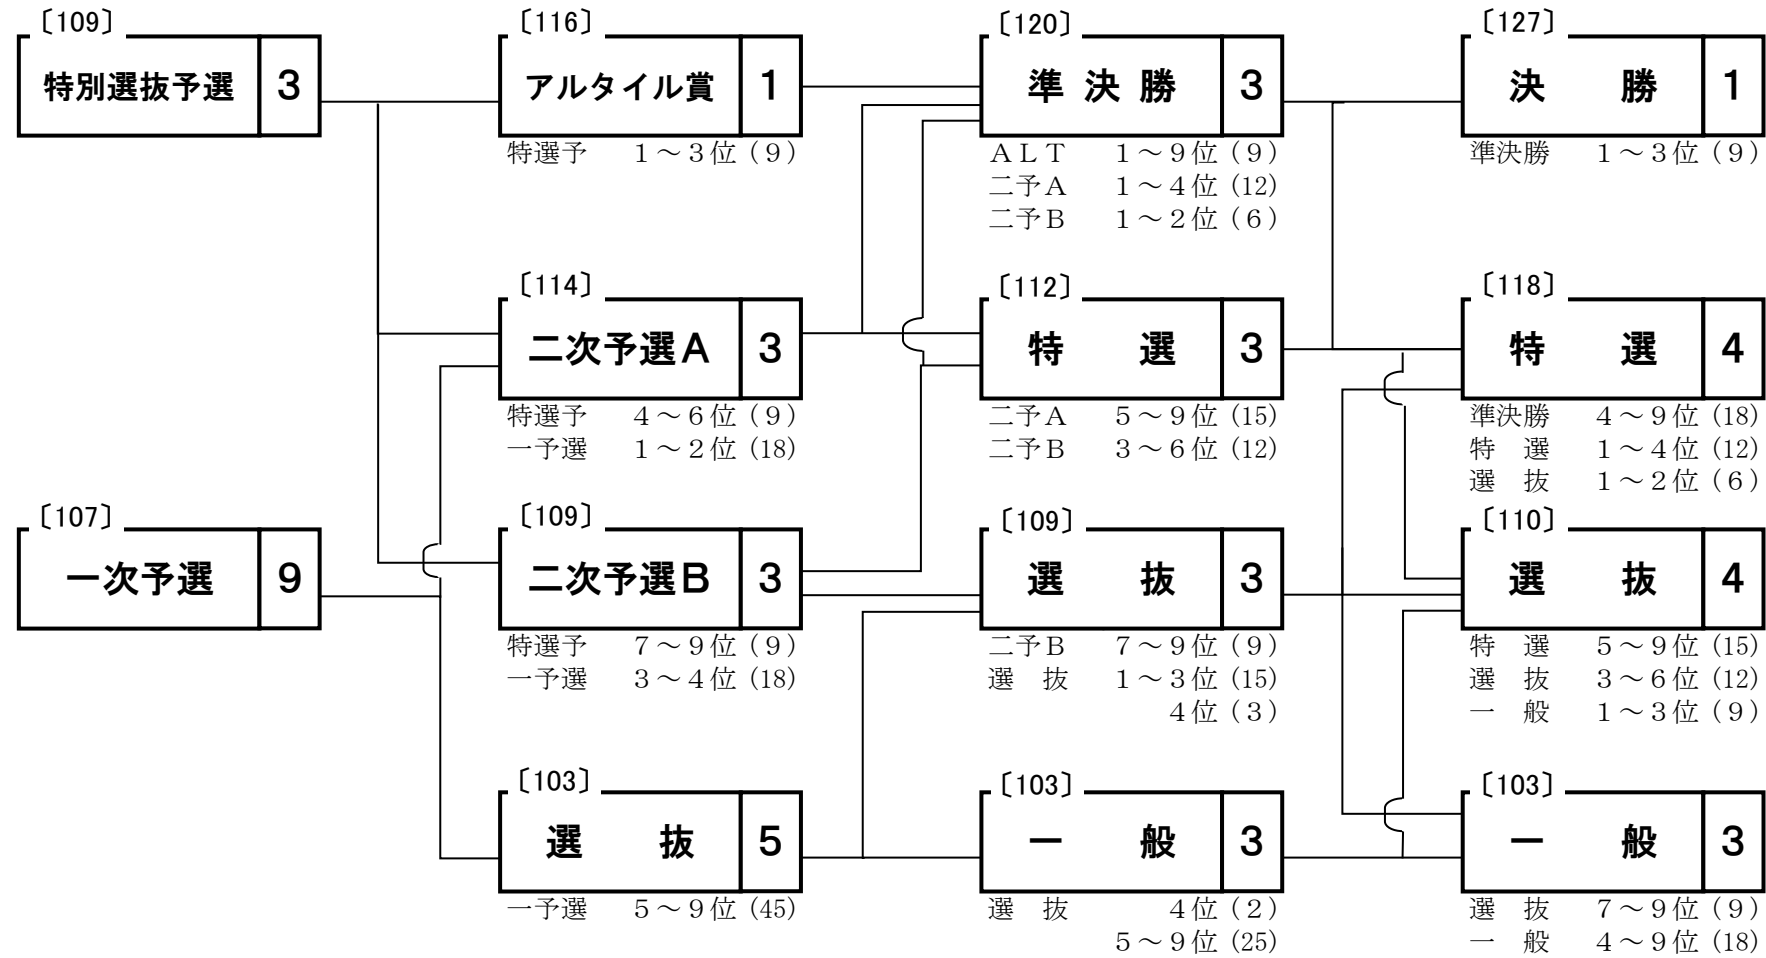 〔109〕
特別選抜予選 3
〔107〕
一次予選 9
〔116〕
アルタイル賞 1
特選予 1～3位（9）
〔114〕
二次予選A 3
特選予 4～6位（9）
一予選 1～2位（18）
〔109〕
二次予選B 3
特選予 7～9位（9）
一予選 3～4位（18）
〔103〕
選 抜 5
一予選 5～9位（45）
〔120〕
準決勝 3
ＡＬＴ 1～9位（9）
二予Ａ 1～4位（12）
二予Ｂ 1～2位（6）
〔112〕
特 選 3
二予Ａ 5～9位（15）
二予Ｂ 3～6位（12）
〔109〕
選 抜 3
二予Ｂ 7～9位（9）
選 抜 1～3位（15）
4位（3）
〔103〕
一 般 3
選 抜 4位（2）
5～9位（25）
〔127〕
決 勝 1
準決勝 1～3位（9）
〔118〕
特 選 4
準決勝 4～9位（18）
特 選 1～4位（12）
選 抜 1～2位（6）
〔110〕
選 抜 4
特 選 5～9位（15）
選 抜 3～6位（12）
一 般 1～3位（9）
〔103〕
一 般 3
選 抜 7～9位（9）
一 般 4～9位（18）